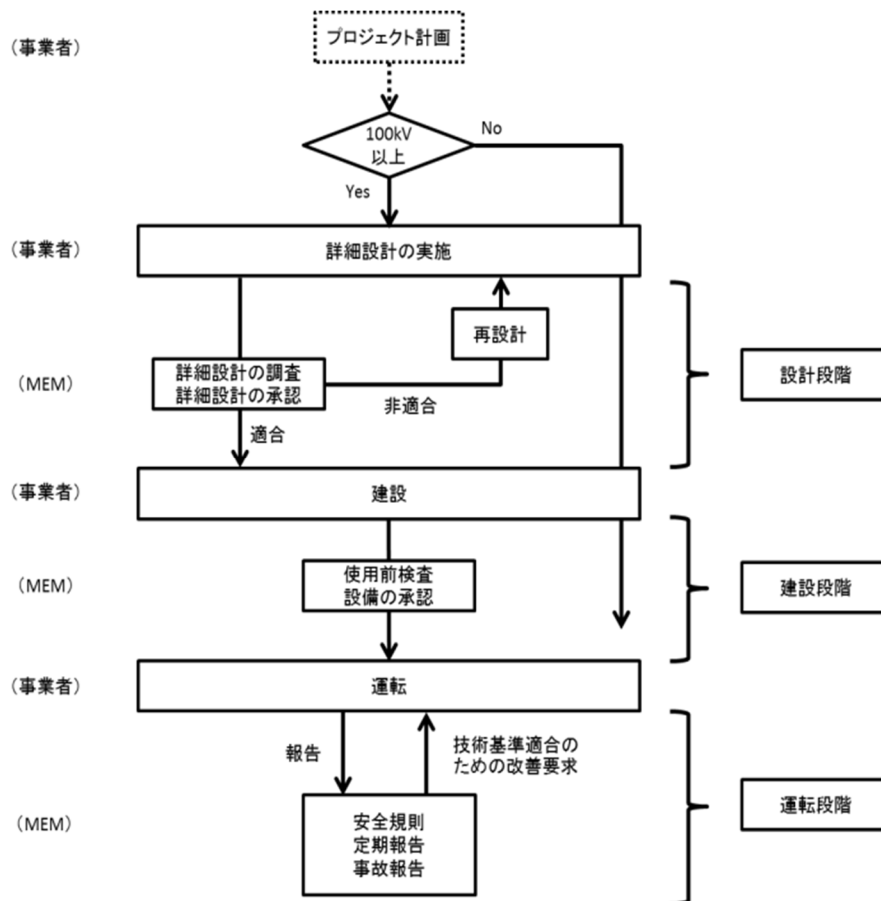 （事業者）
プロジェクト計画
100kV
以上
No
Yes
（事業者）
詳細設計の実施
再設計
（MEM）
詳細設計の調査
詳細設計の承認
非適合
適合
設計段階
（事業者）
建設
（MEM）
使用前検査
設備の承認
建設段階
（事業者）
運転
報告
技術基準適合の
ための改善要求
（MEM）
安全規則
定期報告
事故報告
運転段階